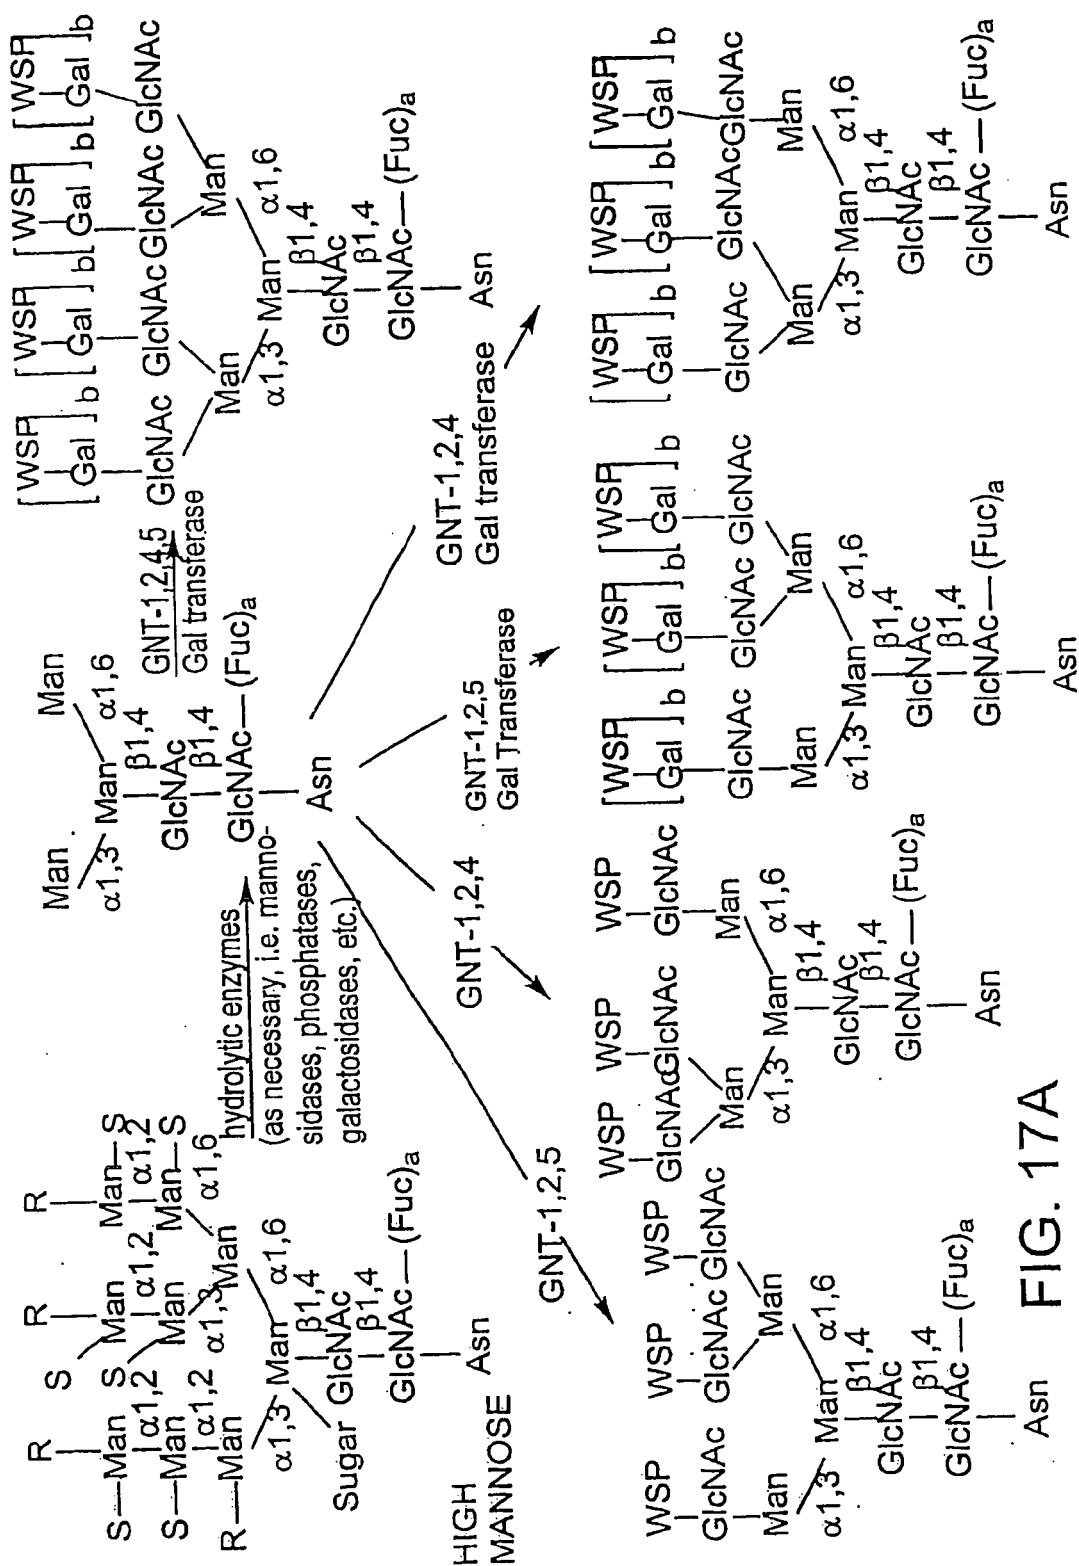 R R R
S
S—Man Man Man—S
α1,2 S α1,2 α1,2
S—Man Man Man—S
α1,2 α1,3 α1,6
R—Man Man
α1,3 α1,6
Man
Sugar GlcNAc β1,4
β1,4
GlcNAc—(Fuc)a
Asn
HIGH
MANNOSE
hydrolytic enzymes
(as necessary, i.e. manno-
sidases, phosphatases,
galactosidases, etc.)
Man Man
α1,3 Man α1,6
β1,4
GlcNAc
β1,4
GlcNAc—(Fuc)a
Asn
GNT-1,2,4,5
Gal transferase
[WSP [WSP [WSP [WSP
[Gal ]b [Gal ]b [Gal ]b [Gal ]b
GlcNAc GlcNAc GlcNAc GlcNAc
Man Man
α1,3 Man α1,6
β1,4
GlcNAc
β1,4
GlcNAc—(Fuc)a
Asn
GNT-1,2,5
GNT-1,2,4
GNT-1,2,5
Gal Transferase
GNT-1,2,4
Gal transferase
WSP WSP WSP
GlcNAc GlcNAc GlcNAc
Man Man
α1,3 Man α1,6
β1,4
GlcNAc
β1,4
GlcNAc—(Fuc)a
Asn
WSP WSP WSP
GlcNAc GlcNAc GlcNAc
Man Man
α1,3 Man α1,6
β1,4
GlcNAc
β1,4
GlcNAc—(Fuc)a
Asn
[WSP [WSP [WSP
[Gal ]b [Gal ]b [Gal ]b
GlcNAc GlcNAc GlcNAc
Man Man
α1,3 Man α1,6
β1,4
GlcNAc
β1,4
GlcNAc—(Fuc)a
Asn
[WSP [WSP [WSP
[Gal ]b [Gal ]b [Gal ]b
GlcNAc GlcNAc GlcNAc
Man Man
α1,3 Man α1,6
β1,4
GlcNAc
β1,4
GlcNAc—(Fuc)a
Asn
FIG. 17A